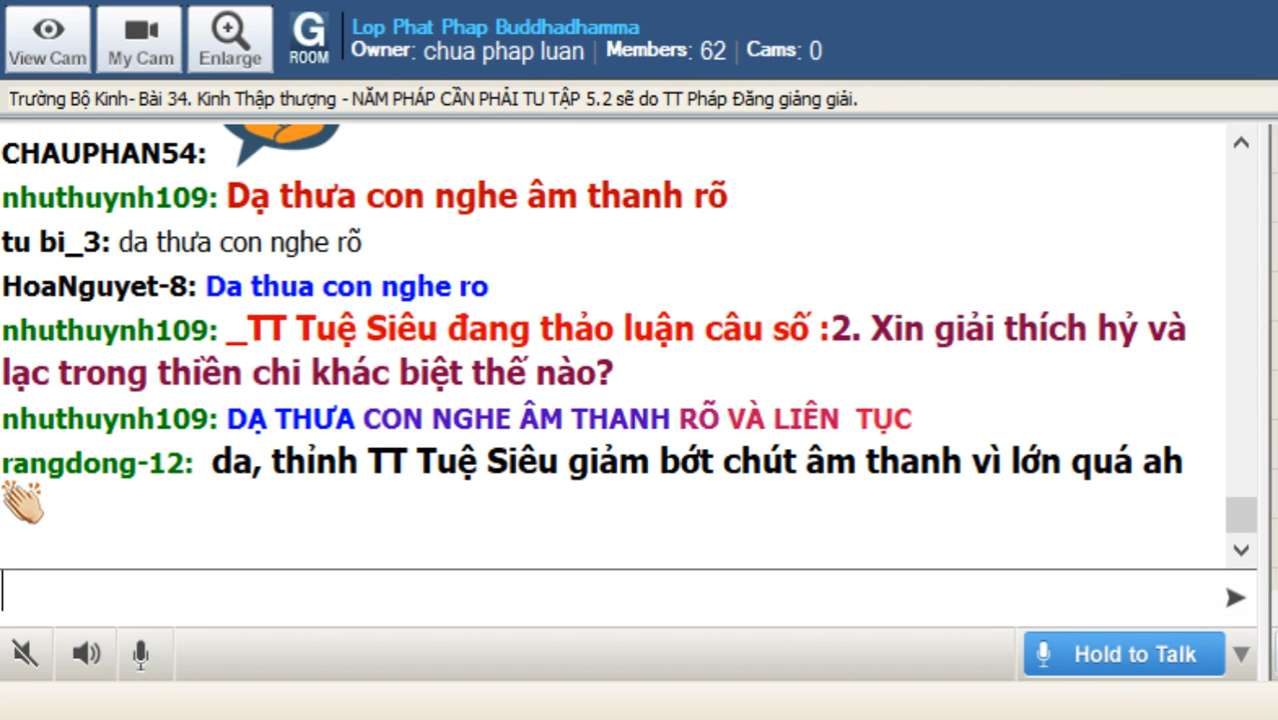 View Cam
My Cam
Enlarge
G
ROOM
Lop Phat Phap Buddhadhamma
Owner: chua phap luan | Members: 62 | Cams: 0
Trường Bộ Kinh- Bài 34. Kinh Thập thượng - NĂM PHÁP CẦN PHẢI TU TẬP 5.2 sẽ do TT Pháp Đăng giảng giải.
CHAUPHAN54:
nhuthuynh109: Dạ thưa con nghe âm thanh rõ
tu bi_3: da thưa con nghe rõ
HoaNguyet-8: Da thua con nghe ro
nhuthuynh109: _TT Tuệ Siêu đang thảo luận câu số :2. Xin giải thích hỷ và
lạc trong thiền chi khác biệt thế nào?
nhuthuynh109: DẠ THƯA CON NGHE ÂM THANH RÕ VÀ LIÊN TỤC
rangdong-12: da, thỉnh TT Tuệ Siêu giảm bớt chút âm thanh vì lớn quá ah
Hold to Talk